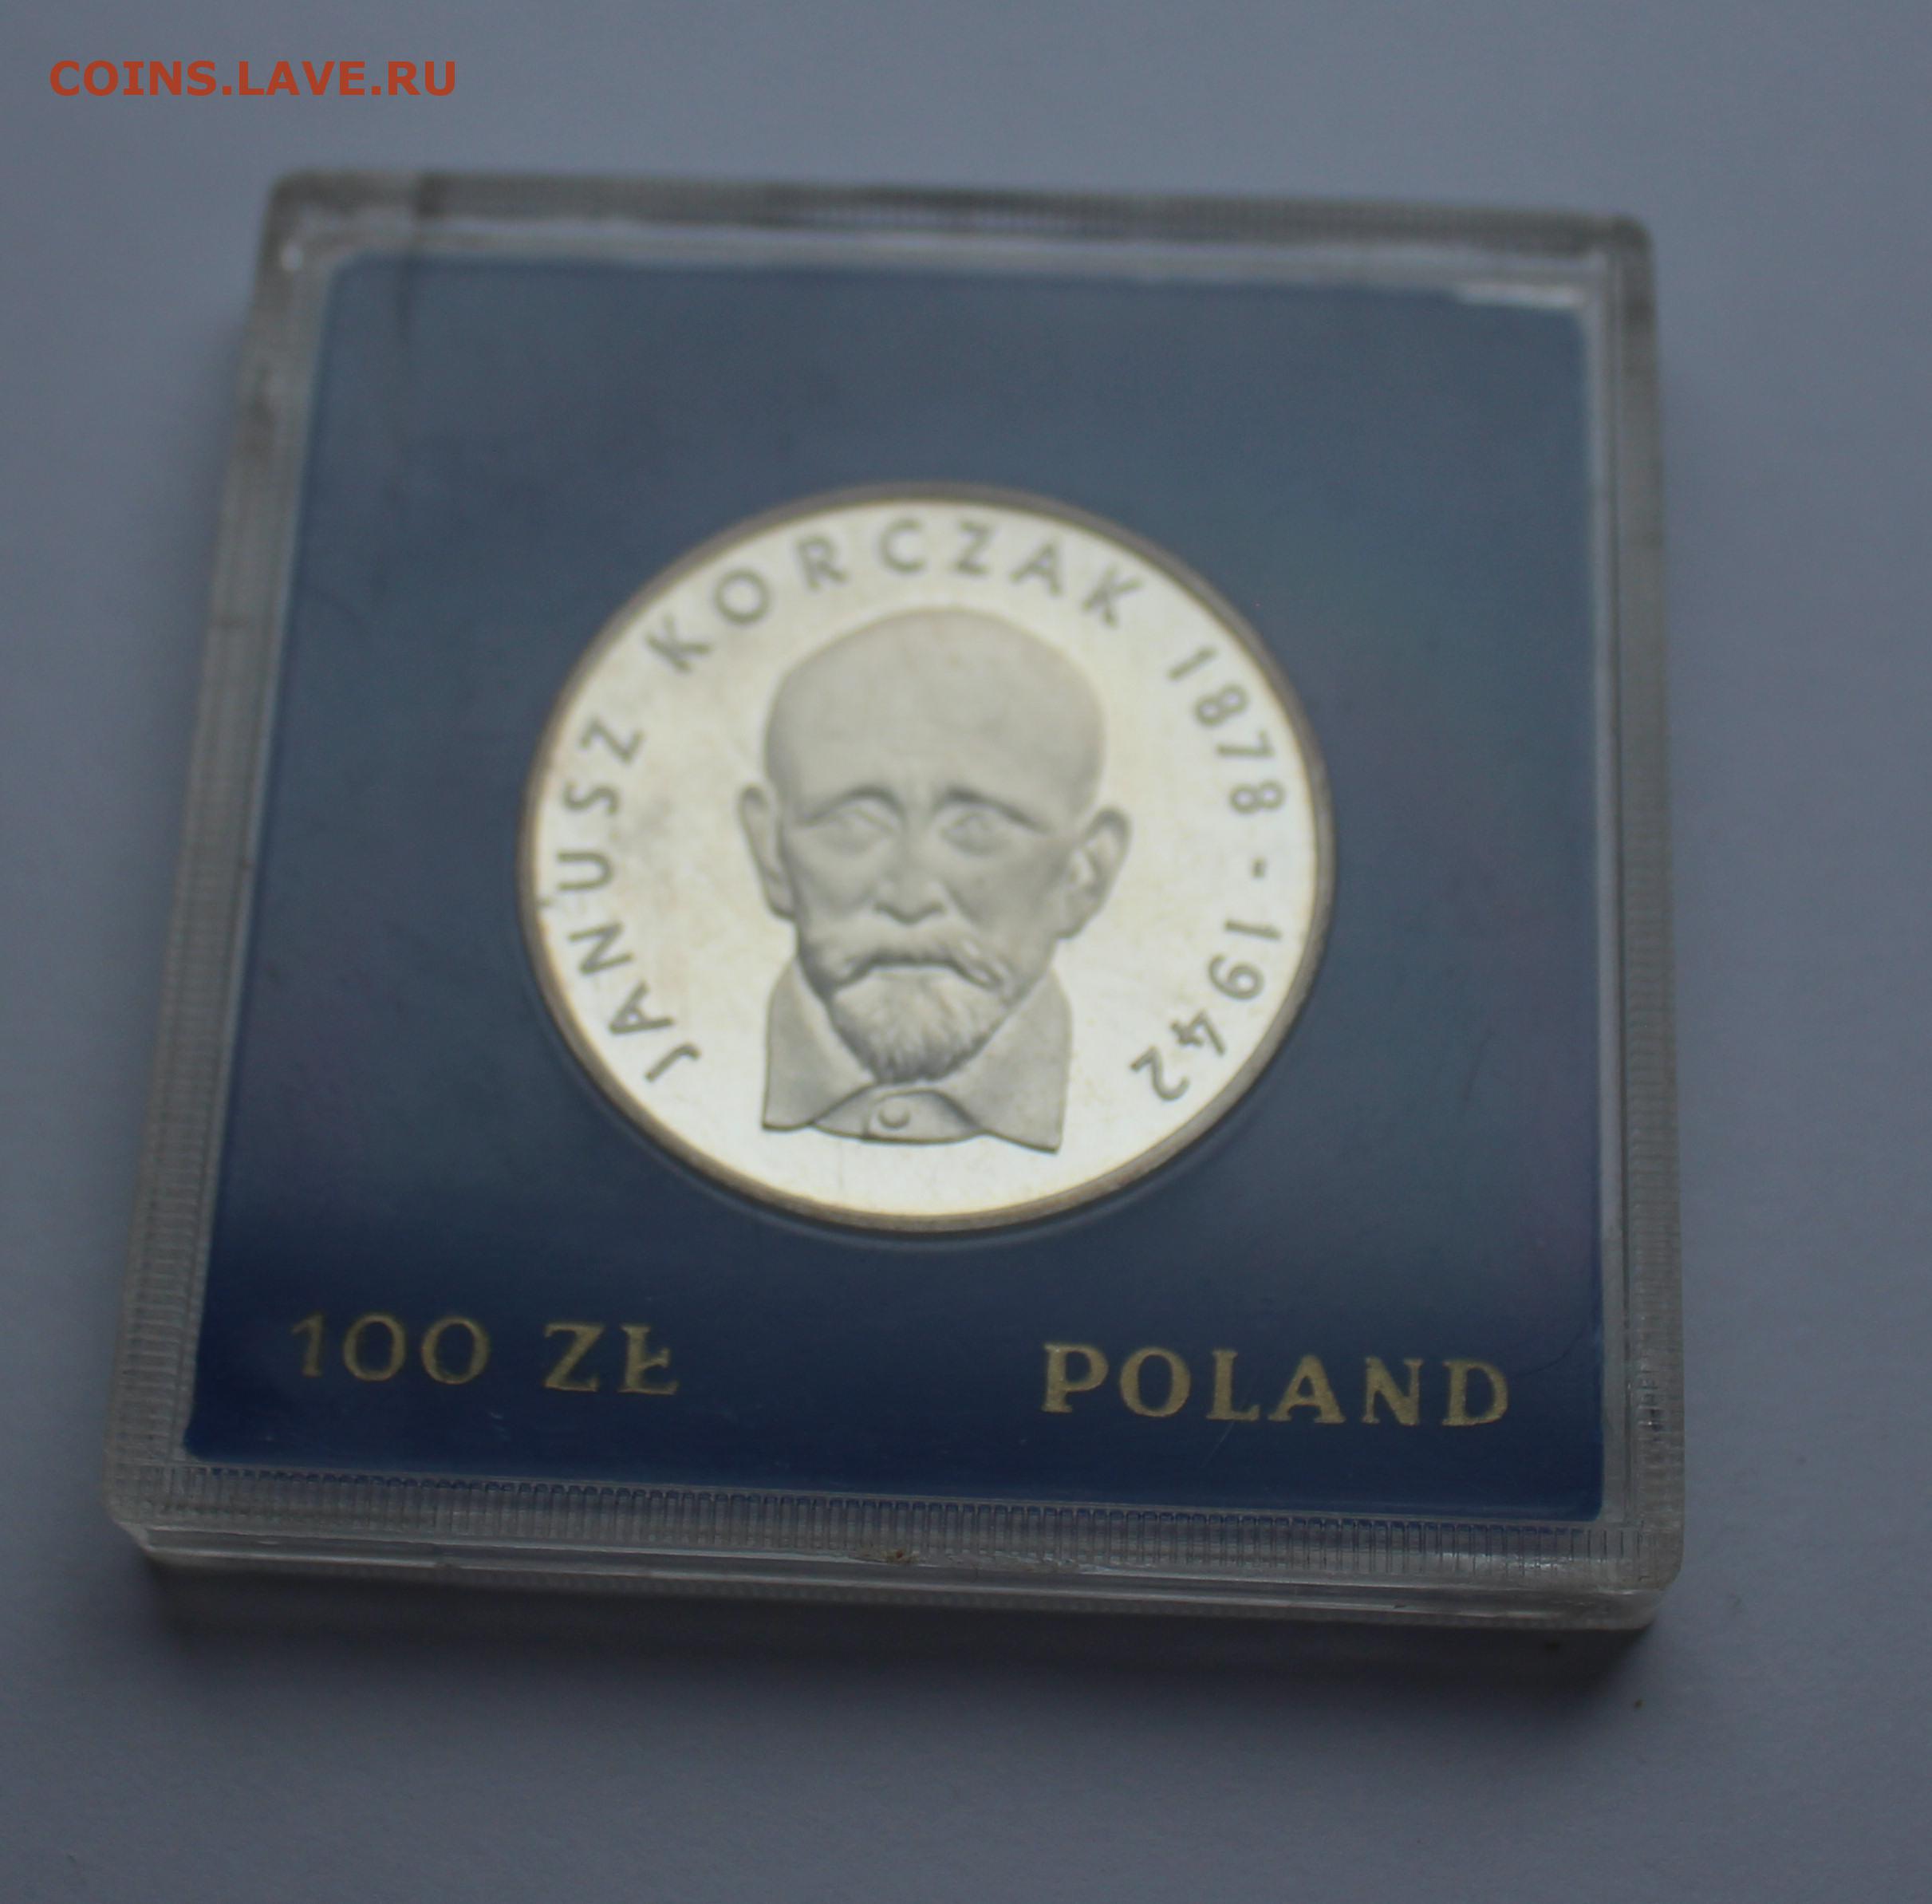 COINS.LAVE.RU
JANUSZ KORCZAK 1878-1942
100 ZŁ POLAND